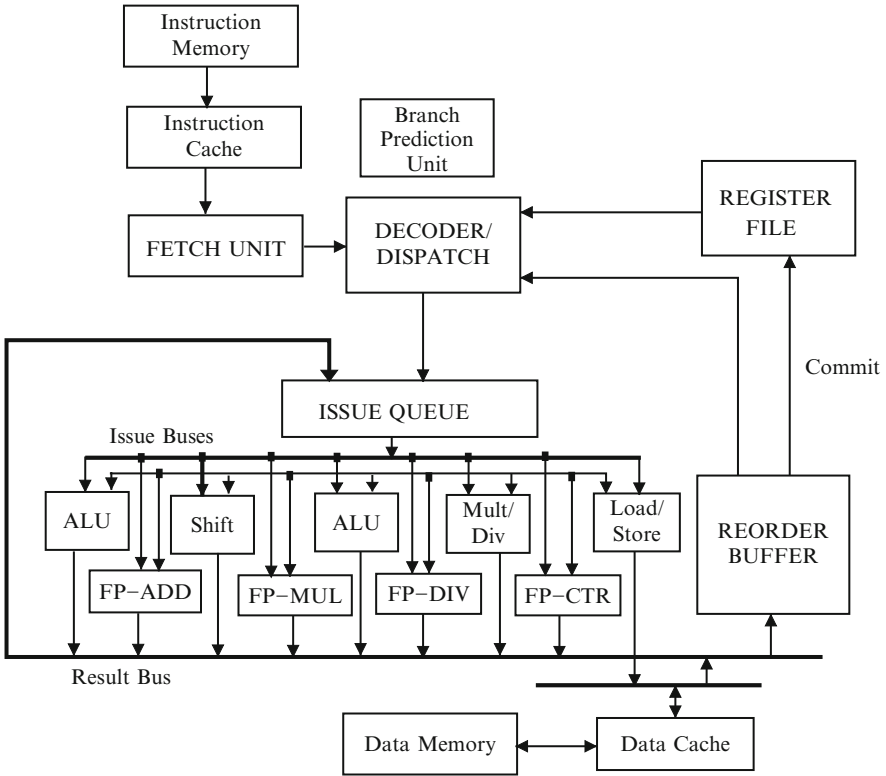 Instruction
Memory
Instruction
Cache
Branch
Prediction
Unit
REGISTER
FILE
FETCH UNIT
DECODER/
DISPATCH
Commit
ISSUE QUEUE
Issue Buses
ALU
Shift
ALU
Mult/
Div
Load/
Store
REORDER
BUFFER
FP−ADD
FP−MUL
FP−DIV
FP−CTR
Result Bus
Data Memory
Data Cache